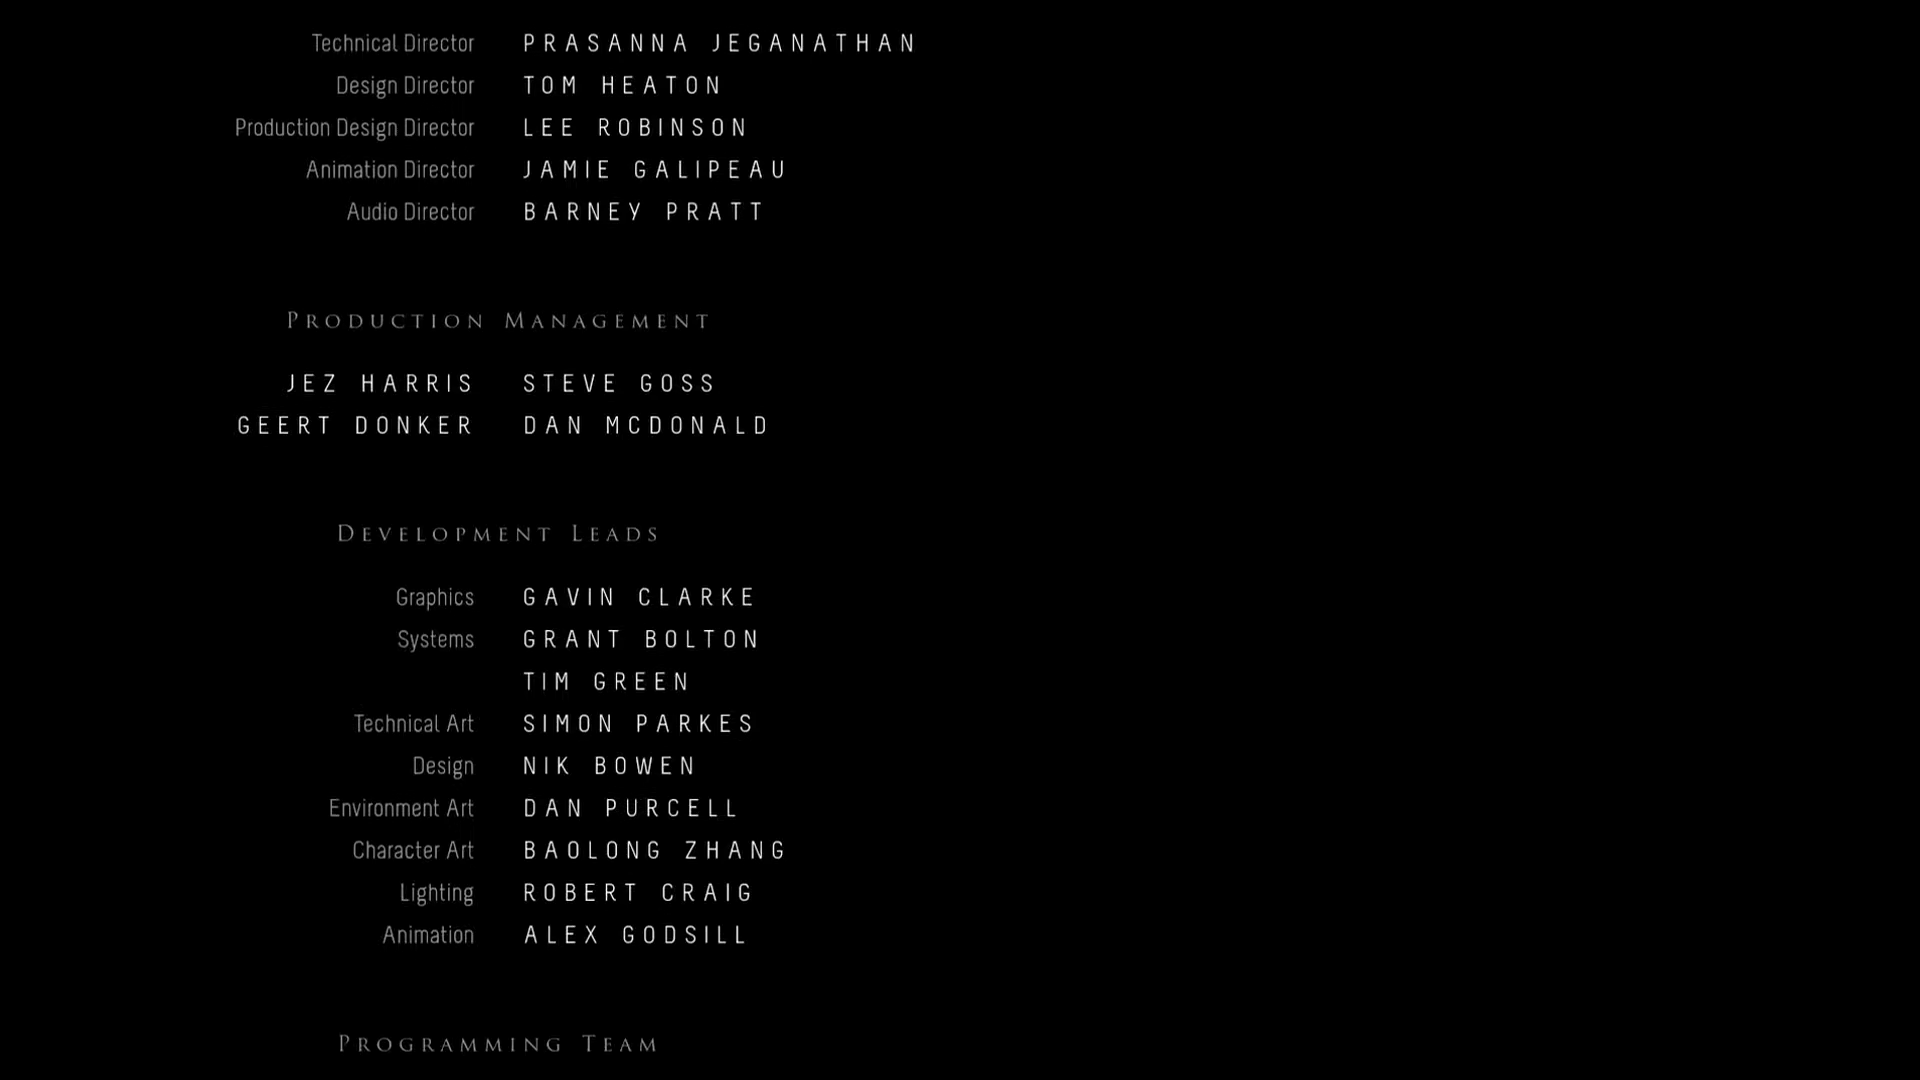 Technical Director PRASANNA JEGANATHAN
Design Director TOM HEATON
Production Design Director LEE ROBINSON
Animation Director JAMIE GALIPEAU
Audio Director BARNEY PRATT
PRODUCTION MANAGEMENT
JEZ HARRIS STEVE GOSS
GEERT DONKER DAN MCDONALD
DEVELOPMENT LEADS
Graphics GAVIN CLARKE
Systems GRANT BOLTON
TIM GREEN
Technical Art SIMON PARKES
Design NIK BOWEN
Environment Art DAN PURCELL
Character Art BAOLONG ZHANG
Lighting ROBERT CRAIG
Animation ALEX GODSILL
PROGRAMMING TEAM